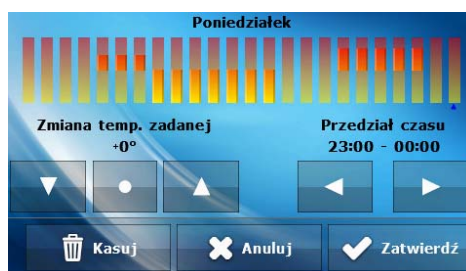 Poniedziałek
Zmiana temp. zadanej
+0°
Przedział czasu
23:00 - 00:00
Kasuj
Anuluj
Zatwierdź